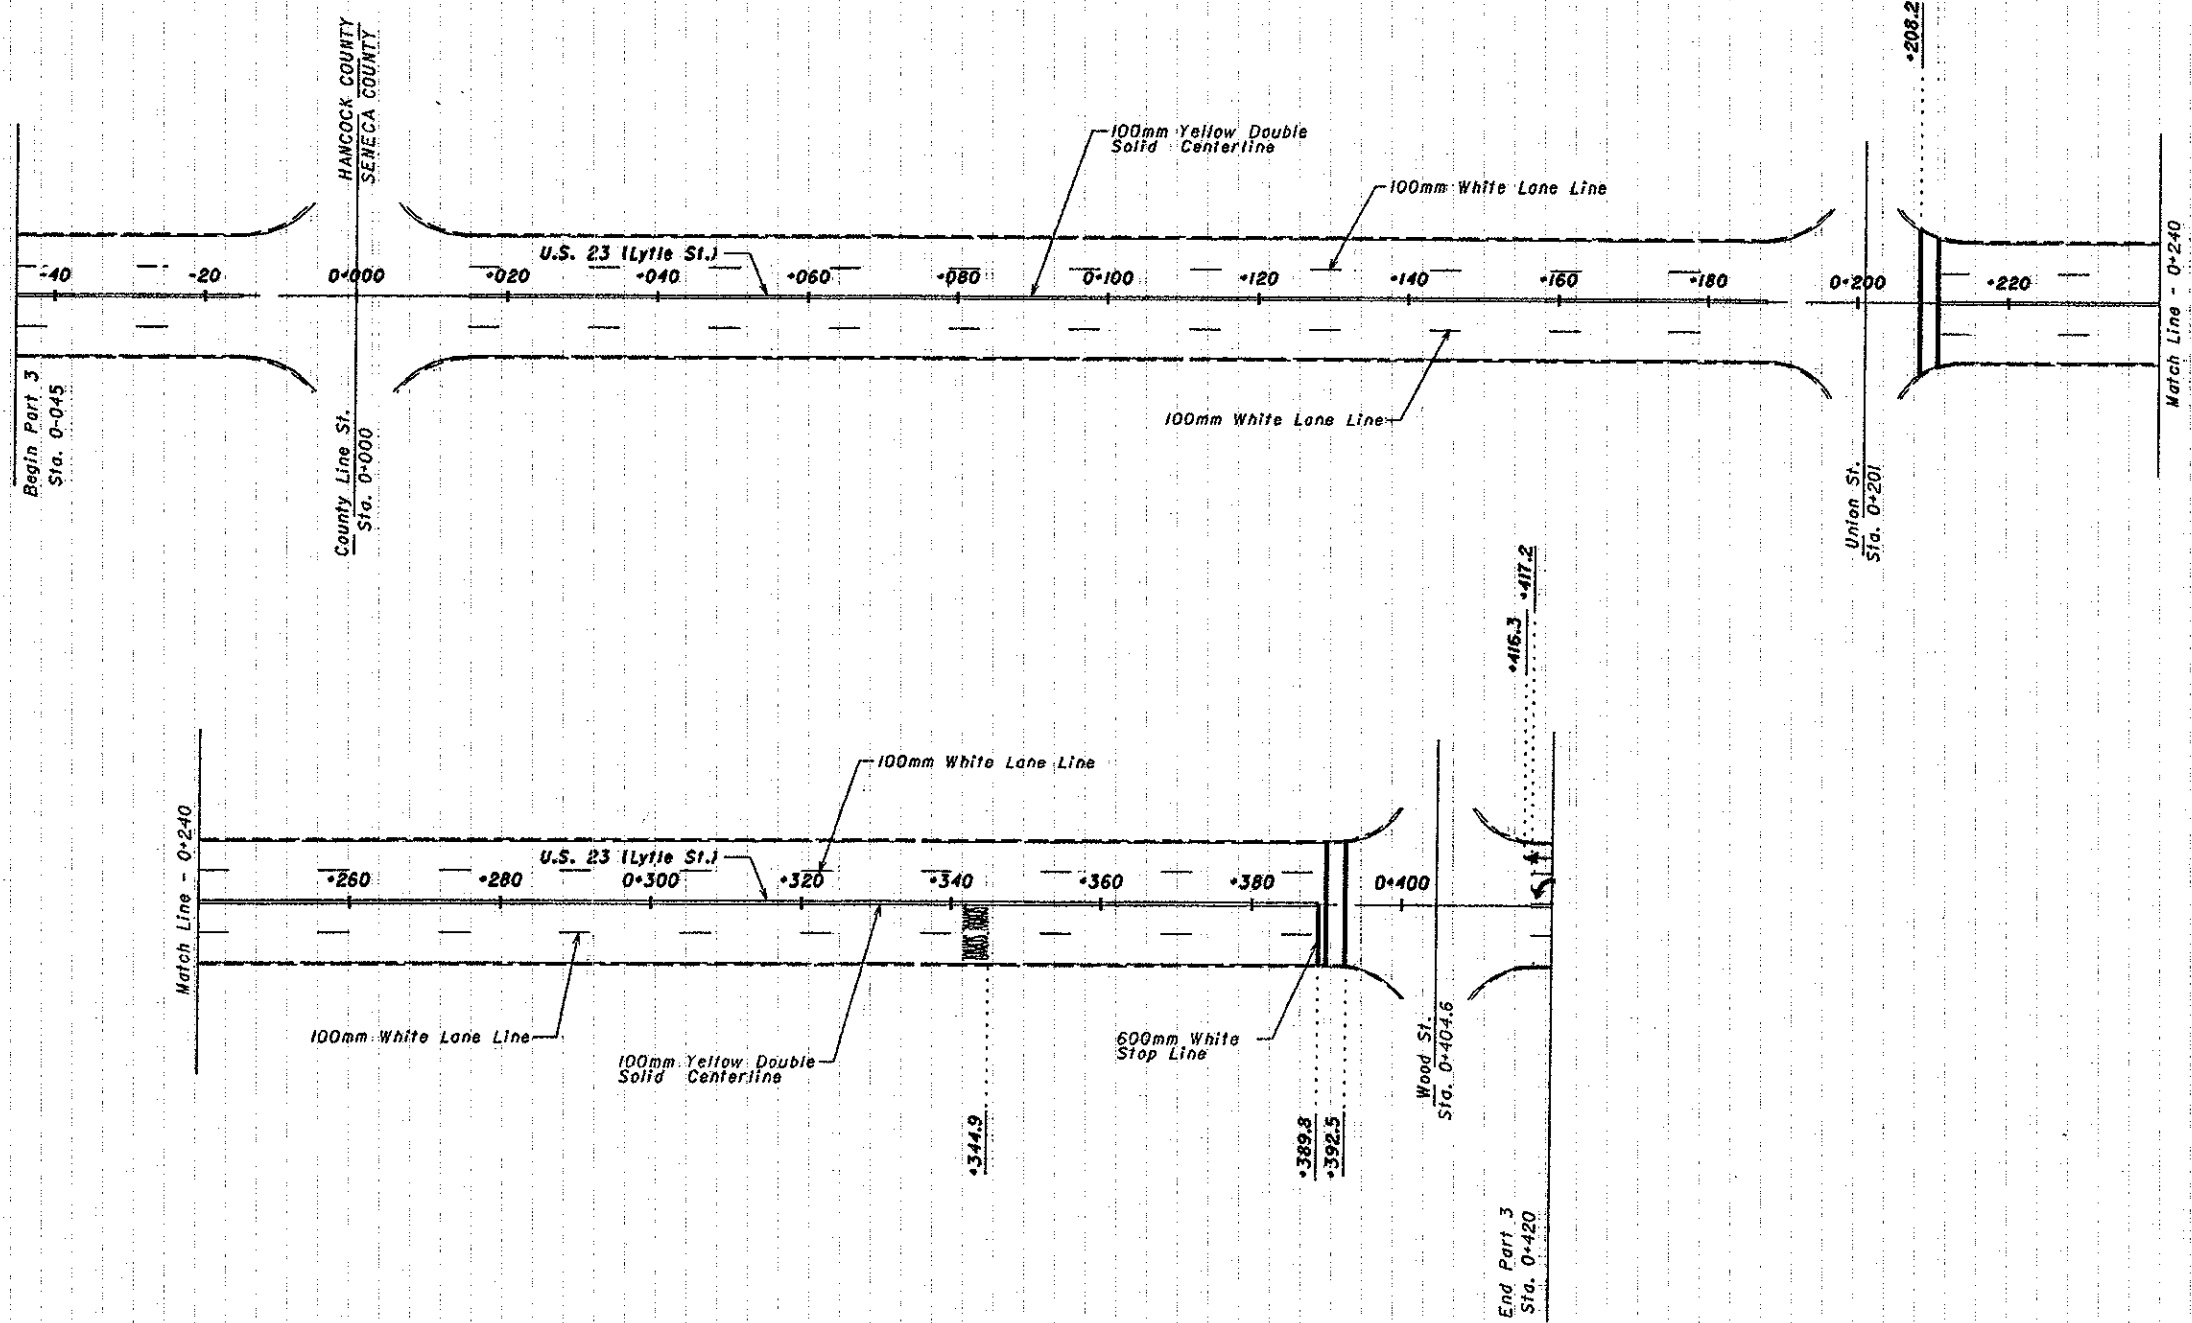 +208.2
HANCOCK COUNTY
SENECA COUNTY
100mm Yellow Double
Solid Centerline
100mm White Lane Line
U.S. 23 (Lytle St.)
-40
-20
0+000
+020
+040
+060
+080
0+100
+120
+140
+160
+180
0+200
+220
Match Line - 0+240
100mm White Lane Line
Begin Part 3
Sta. 0-045
County Line St.
Sta. 0+000
Union St.
Sta. 0+201
+416.3
+417.2
100mm White Lane Line
Match Line - 0+240
U.S. 23 (Lytle St.)
+260
+280
0+300
+320
+340
+360
+380
0+400
100mm White Lane Line
100mm Yellow Double
Solid Centerline
600mm White
Stop Line
Wood St.
Sta. 0+404.6
+344.9
+389.8
+392.5
End Part 3
Sta. 0+420